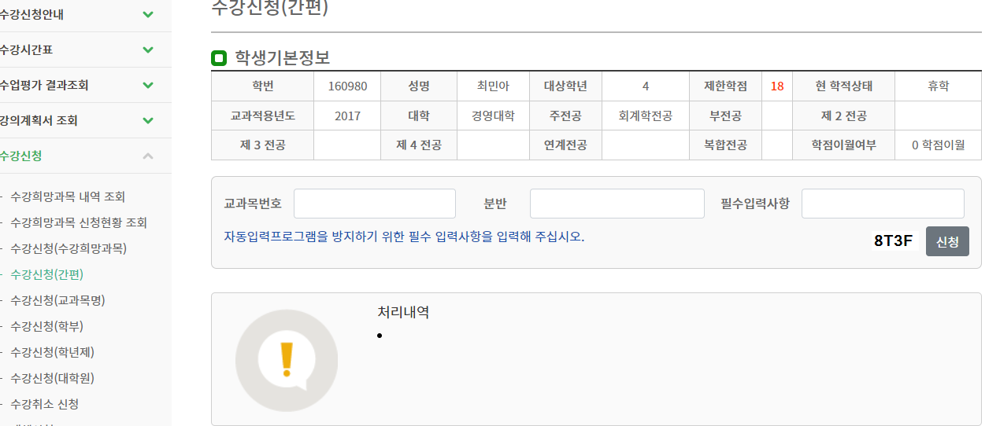 수강신청안내
수강시간표
수업평가 결과조회
강의계획서 조회
수강신청
- 수강희망과목 내역 조회
- 수강희망과목 신청현황 조회
- 수강신청(수강희망과목)
- 수강신청(간편)
- 수강신청(교과목명)
- 수강신청(학부)
- 수강신청(학년제)
- 수강신청(대학원)
- 수강취소 신청
수강신청(간편)
학생기본정보
학번 160980 성명 최민아 대상학년 4 제한학점 18 현 학적상태 휴학
교과적용년도 2017 대학 경영대학 주전공 회계학전공 부전공 제 2 전공
제 3 전공 제 4 전공 연계전공 복합전공 학점이월여부 0 학점이월
교과목번호 분반 필수입력사항
자동입력프로그램을 방지하기 위한 필수 입력사항을 입력해 주십시오. 8T3F 신청
처리내역